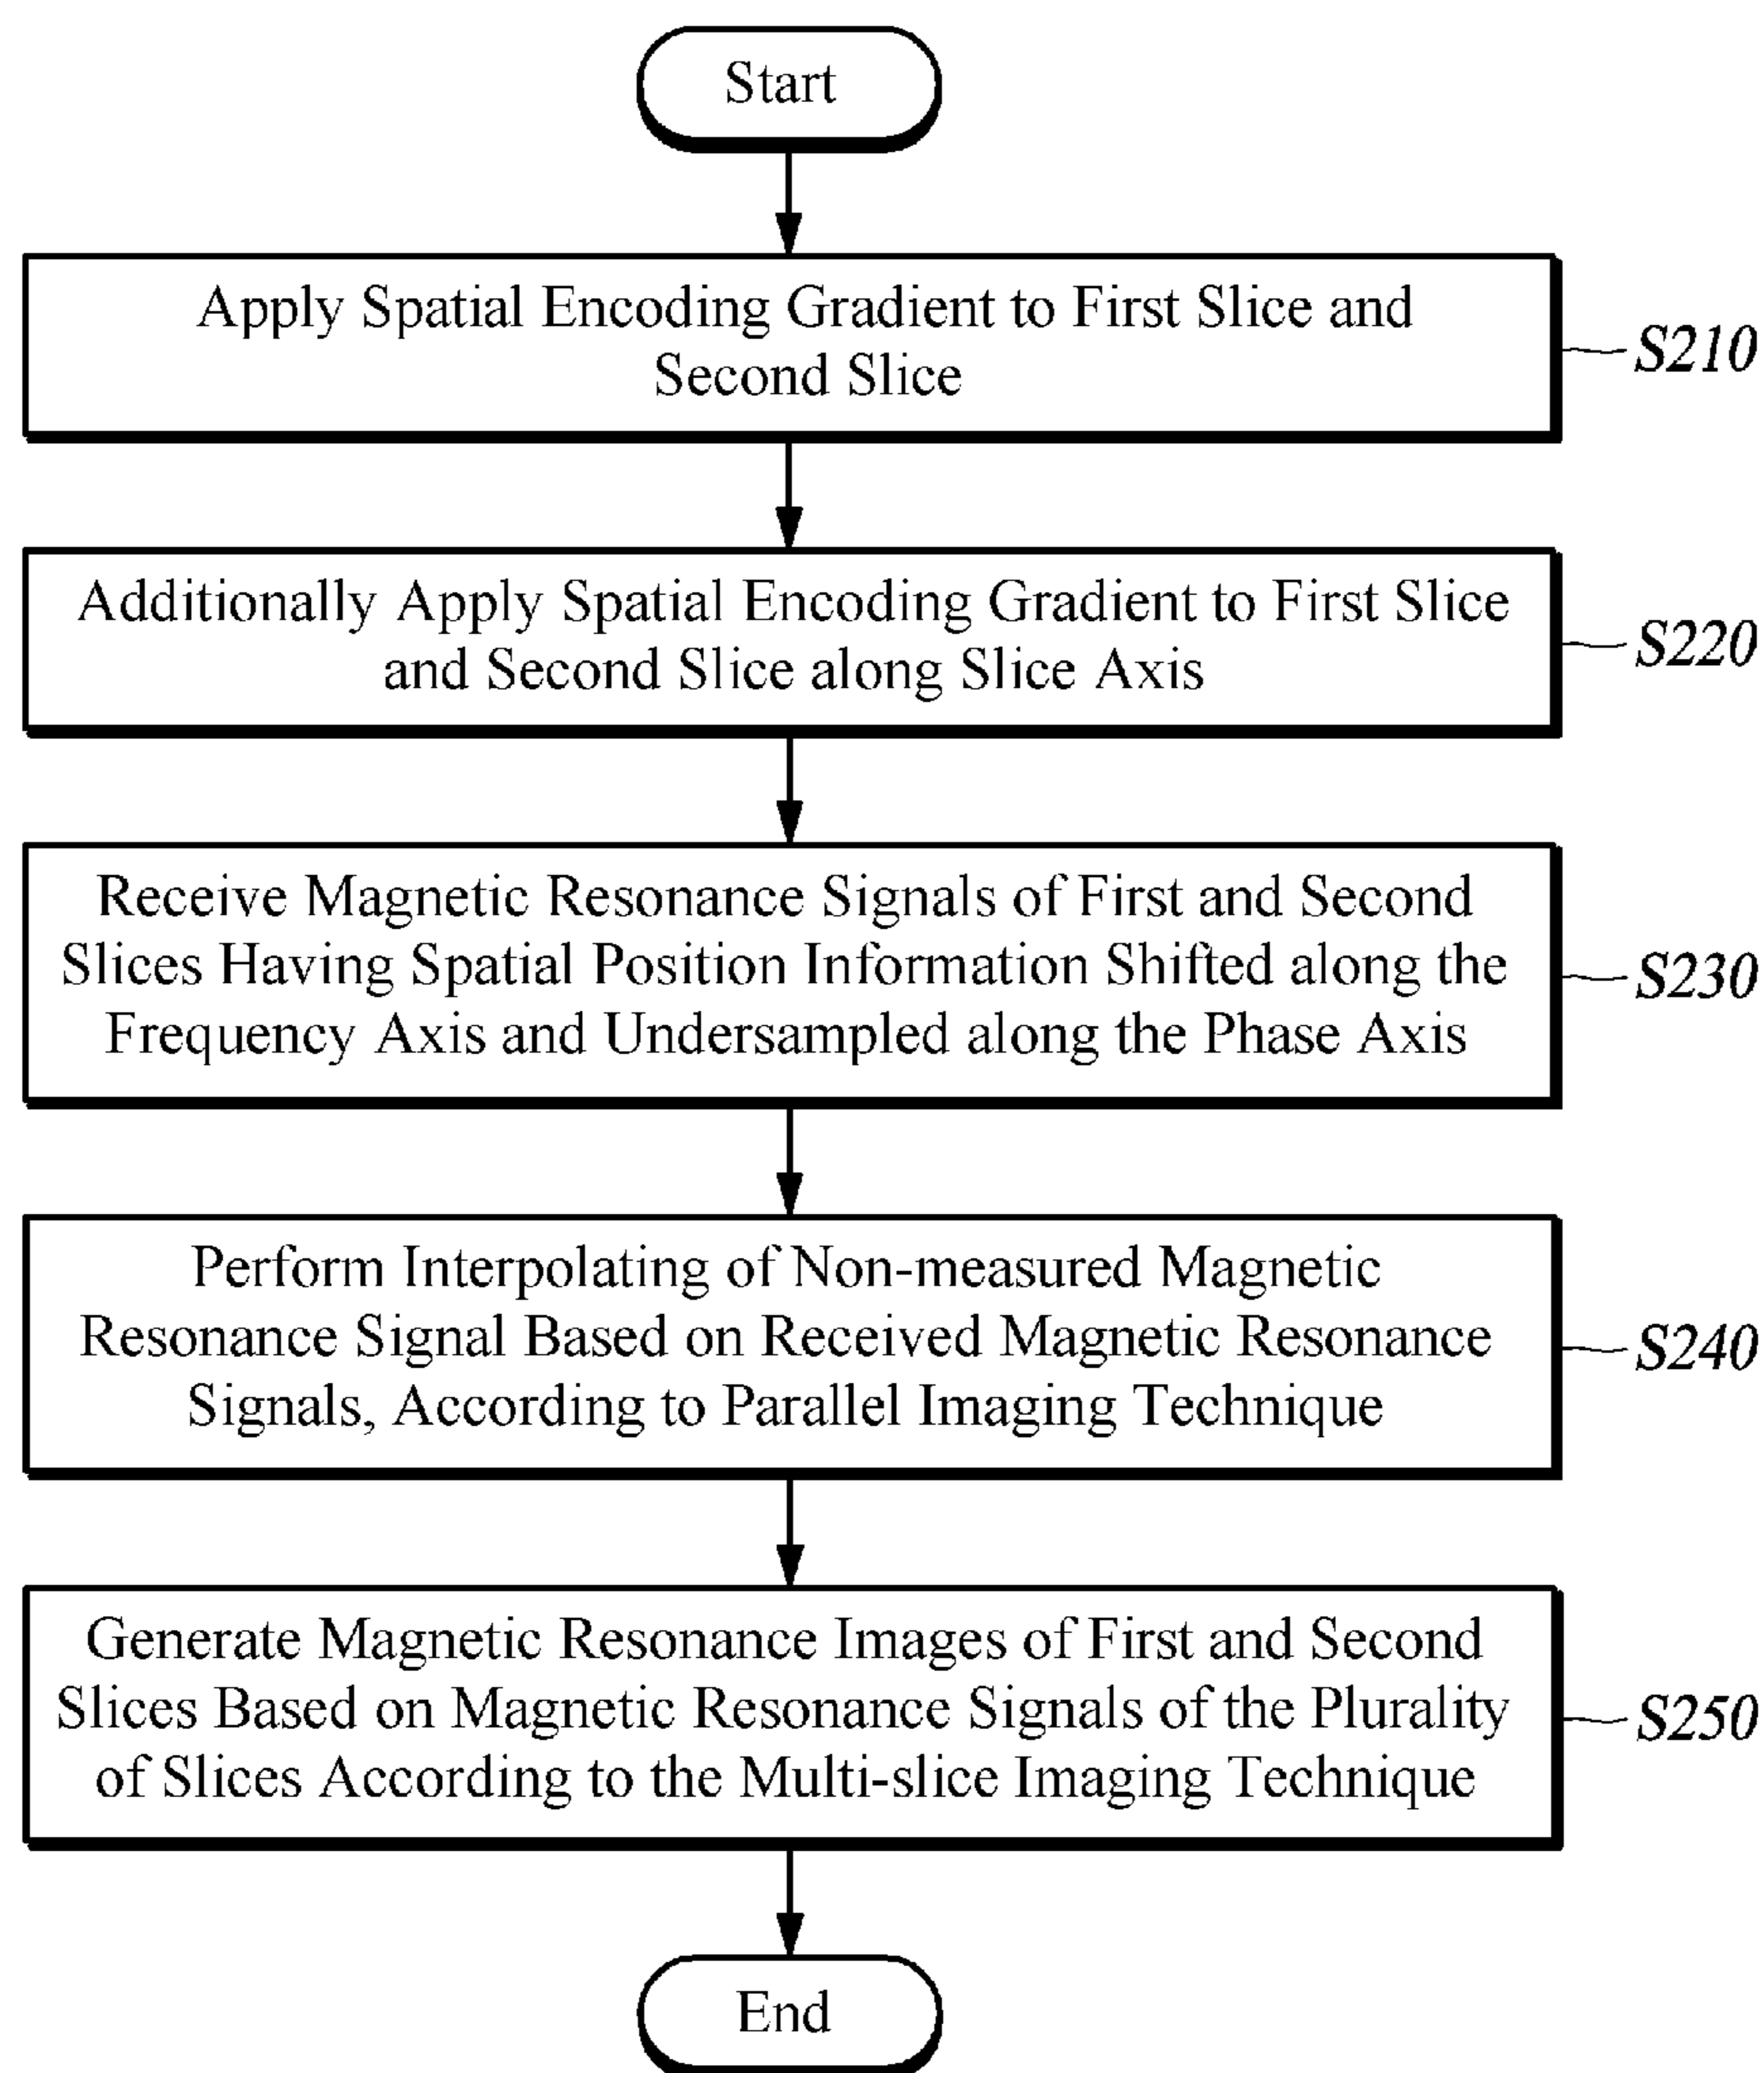 Start
Apply Spatial Encoding Gradient to First Slice and
Second Slice
S210
Additionally Apply Spatial Encoding Gradient to First Slice
and Second Slice along Slice Axis
S220
Receive Magnetic Resonance Signals of First and Second
Slices Having Spatial Position Information Shifted along the
Frequency Axis and Undersampled along the Phase Axis
S230
Perform Interpolating of Non-measured Magnetic
Resonance Signal Based on Received Magnetic Resonance
Signals, According to Parallel Imaging Technique
S240
Generate Magnetic Resonance Images of First and Second
Slices Based on Magnetic Resonance Signals of the Plurality
of Slices According to the Multi-slice Imaging Technique
S250
End